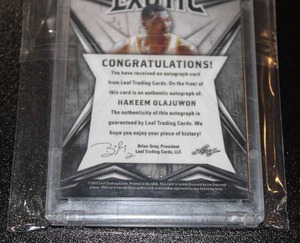 EXOTIC
CONGRATULATIONS!
You have received an autograph card
from Leaf Trading Cards. On the front of
this card is an authentic autograph of:
HAKEEM OLAJUWON
The authenticity of this autograph is
guaranteed by Leaf Trading Cards. We
hope you enjoy your piece of history!
Brian Gray, President
Leaf Trading Cards, LLC
Leaf